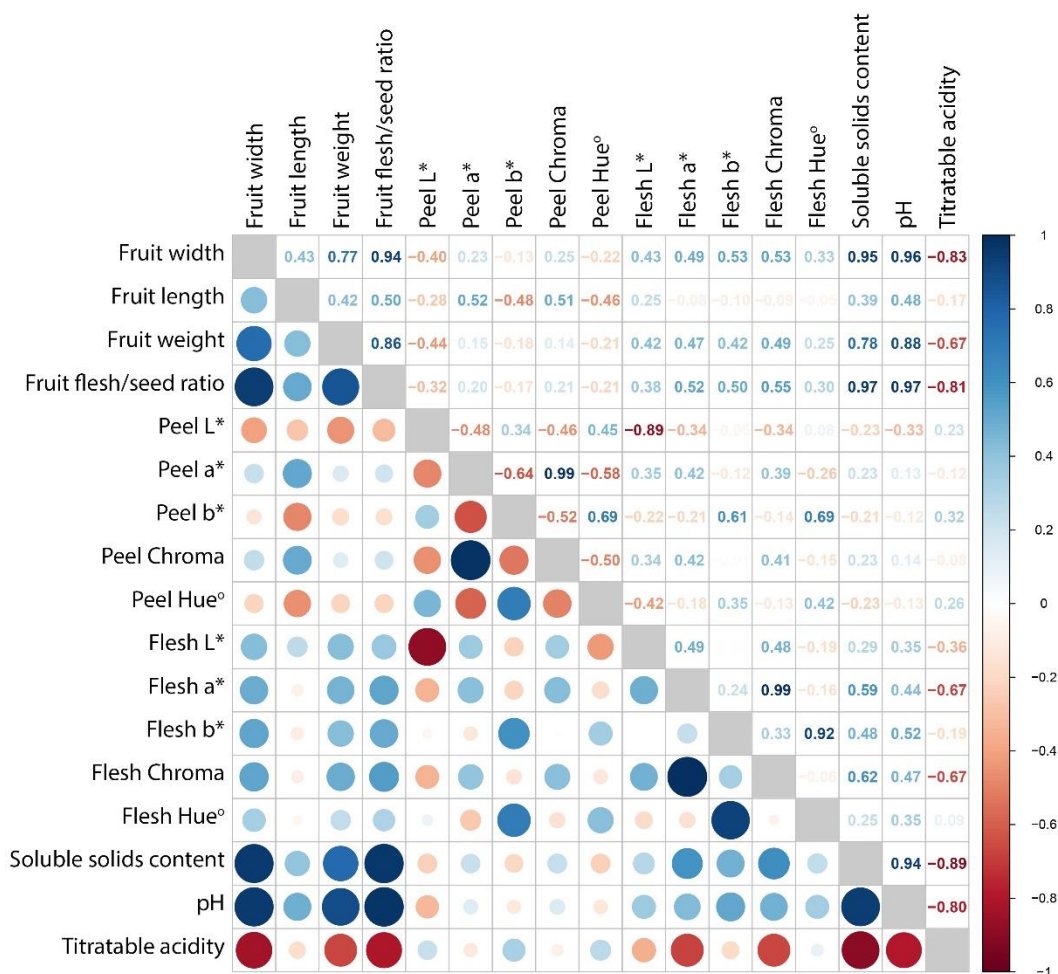 Fruit width
Fruit length
Fruit weight
Fruit flesh/seed ratio
Peel L*
Peel a*
Peel b*
Peel Chroma
Peel Hueº
Flesh L*
Flesh a*
Flesh b*
Flesh Chroma
Flesh Hueº
Soluble solids content
pH
Titratable acidity
Fruit width 0.43 0.77 0.94 −0.40 0.23 −0.13 0.25 −0.22 0.43 0.49 0.53 0.53 0.33 0.95 0.96 −0.83
Fruit length 0.42 0.50 −0.28 0.52 −0.48 0.51 −0.46 0.25 −0.08 −0.10 −0.09 0.39 0.48 −0.17
Fruit weight 0.86 −0.44 0.15 −0.18 0.14 −0.21 0.42 0.47 0.42 0.49 0.25 0.78 0.88 −0.67
Fruit flesh/seed ratio −0.32 0.20 −0.17 0.21 −0.21 0.38 0.52 0.50 0.55 0.30 0.97 0.97 −0.81
Peel L* −0.48 0.34 −0.46 0.45 −0.89 −0.34 −0.34 0.08 −0.23 −0.33 0.23
Peel a* −0.64 0.99 −0.58 0.35 0.42 −0.12 0.39 −0.26 0.23 0.13 −0.12
Peel b* −0.52 0.69 −0.22 −0.21 0.61 −0.14 0.69 −0.21 −0.12 0.32
Peel Chroma −0.50 0.34 0.42 0.41 −0.15 0.23 0.14 −0.08
Peel Hueº −0.42 −0.18 0.35 −0.13 0.42 −0.23 −0.13 0.26
Flesh L* 0.49 0.48 −0.19 0.29 0.35 −0.36
Flesh a* 0.24 0.99 −0.16 0.59 0.44 −0.67
Flesh b* 0.33 0.92 0.48 0.52 −0.19
Flesh Chroma −0.06 0.62 0.47 −0.67
Flesh Hueº 0.25 0.35 0.09
Soluble solids content 0.94 −0.89
pH −0.80
Titratable acidity
1
0.8
0.6
0.4
0.2
0
−0.2
−0.4
−0.6
−0.8
−1